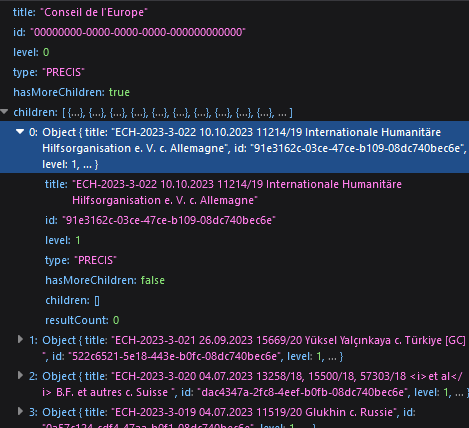 title: "Conseil de l'Europe"
id: "00000000-0000-0000-0000-000000000000"
level: 0
type: "PRECIS"
hasMoreChildren: true
children: [ {…}, {…}, {…}, {…}, {…}, {…}, {…}, {…}, {…}, {…}, … ]
0: Object { title: "ECH-2023-3-022 10.10.2023 11214/19 Internationale Humanitäre
Hilfsorganisation e. V. c. Allemagne", id: "91e3162c-03ce-47ce-b109-08dc740bec6e",
level: 1, … }
title: "ECH-2023-3-022 10.10.2023 11214/19 Internationale Humanitäre
Hilfsorganisation e. V. c. Allemagne"
id: "91e3162c-03ce-47ce-b109-08dc740bec6e"
level: 1
type: "PRECIS"
hasMoreChildren: false
children: []
resultCount: 0
1: Object { title: "ECH-2023-3-021 26.09.2023 15669/20 Yüksel Yalçınkaya c. Türkiye [GC]
", id: "522c6521-5e18-443e-b0fc-08dc740bec6e", level: 1, … }
2: Object { title: "ECH-2023-3-020 04.07.2023 13258/18, 15500/18, 57303/18 <i>et al</
i> B.F. et autres c. Suisse ", id: "dac4347a-2fc8-4eef-b0fb-08dc740bec6e", level: 1, … }
3: Object { title: "ECH-2023-3-019 04.07.2023 11519/20 Glukhin c. Russie", id: